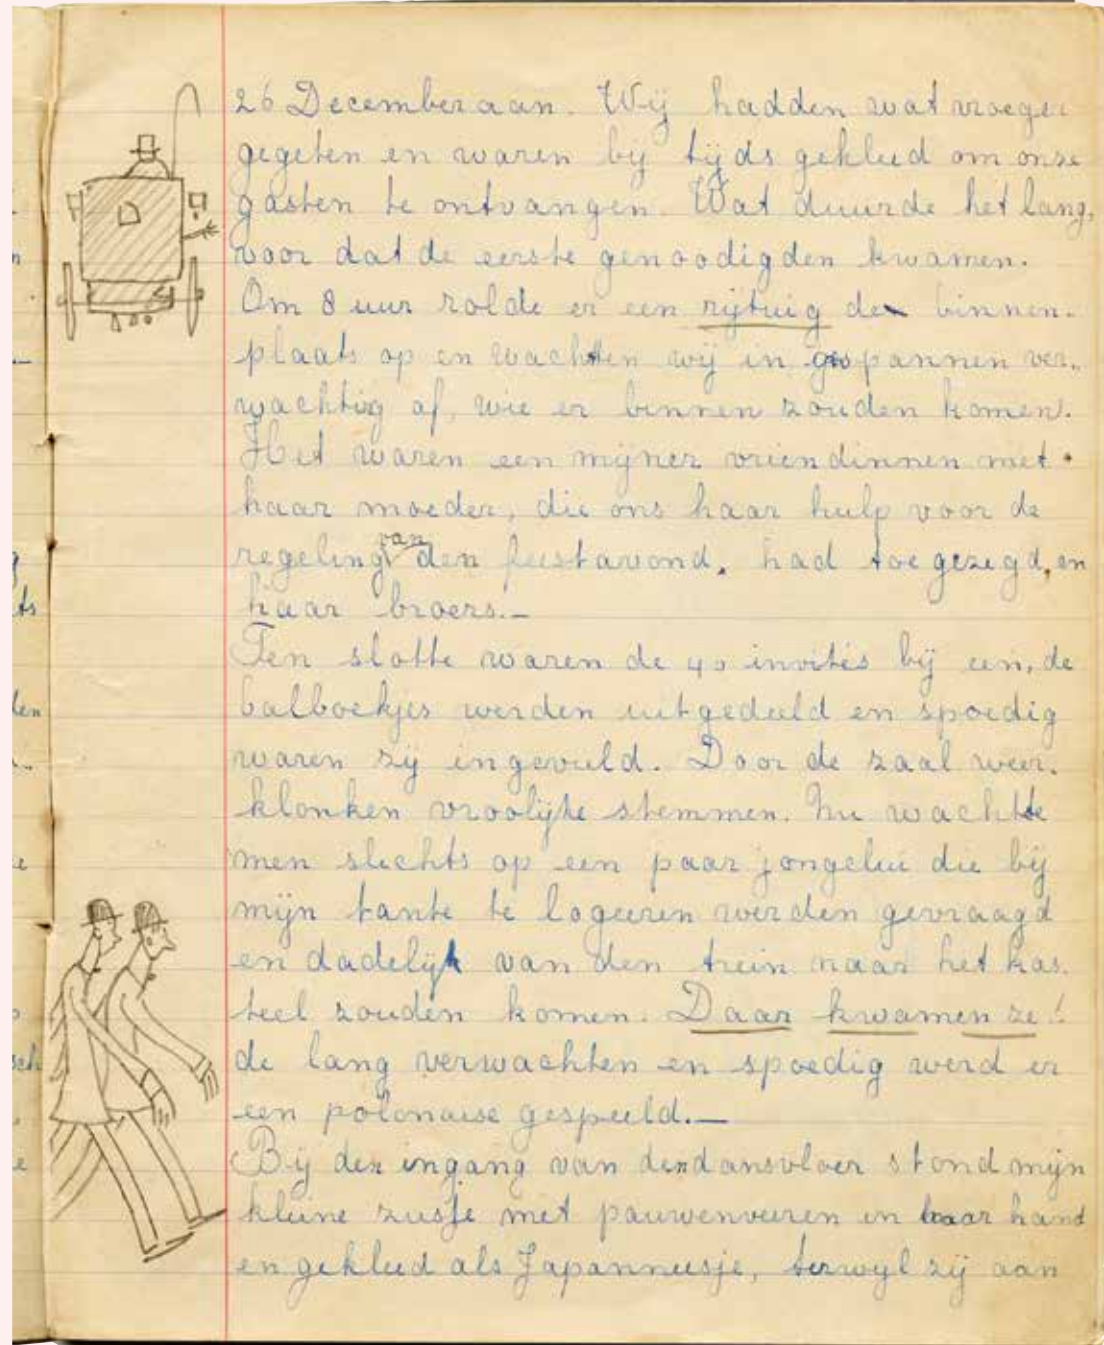 26 December aan. Wij hadden wat vroeger
gegeten en waren bij tijds gekleed om onze
gasten te ontvangen. Wat duurde het lang,
voor dat de eerste genoodigden kwamen.
Om 8 uur rolde er een rijtuig de binnen-
plaats op en wachtten wij in gespannen ver-
wachtig af, wie er binnen zouden komen.
Het waren een mijner vriendinnen met
haar moeder, die ons haar hulp voor de
regeling van den feestavond, had toegezegd, en
haar broers.—
Ten slotte waren de 40 invités bij een, de
balboekjes werden uitgedeeld en spoedig
waren zij ingevuld. Door de zaal weer-
klonken vroolijke stemmen. Nu wachtte
men slechts op een paar jongelui die bij
mijn tante te logeeren werden gevraagd
en dadelijk van den trein naar het kas-
teel zouden komen. Daar kwamen ze!
de lang verwachten en spoedig werd er
een polonaise gespeeld.—
Bij den ingang van den dansvloer stond mijn
kleine zusje met pauwenveeren in haar hand
en gekleed als Japanneesje, terwijl zij aan
ts
len
sch